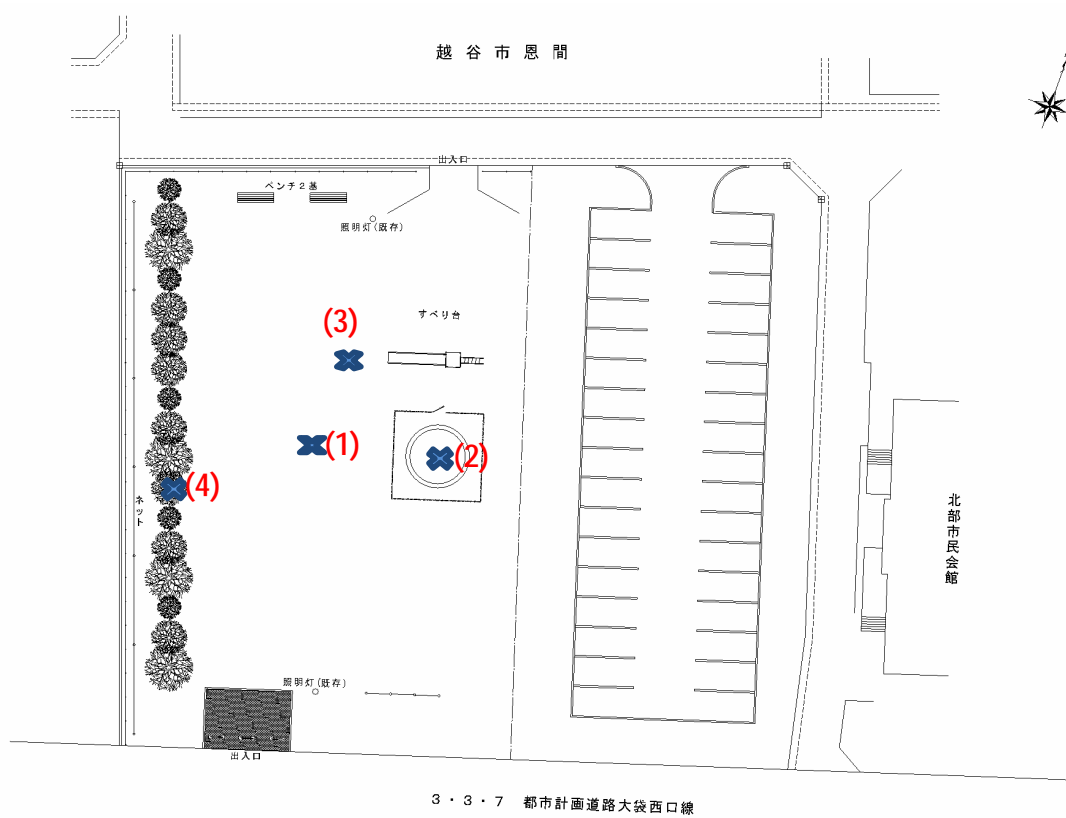 越谷市恩間
出入口
ベンチ2基
照明灯(既存)
(3)
すべり台
(1)
(2)
(4)
ネット
北部市民会館
照明灯(既存)
出入口
3・3・7 都市計画道路大袋西口線